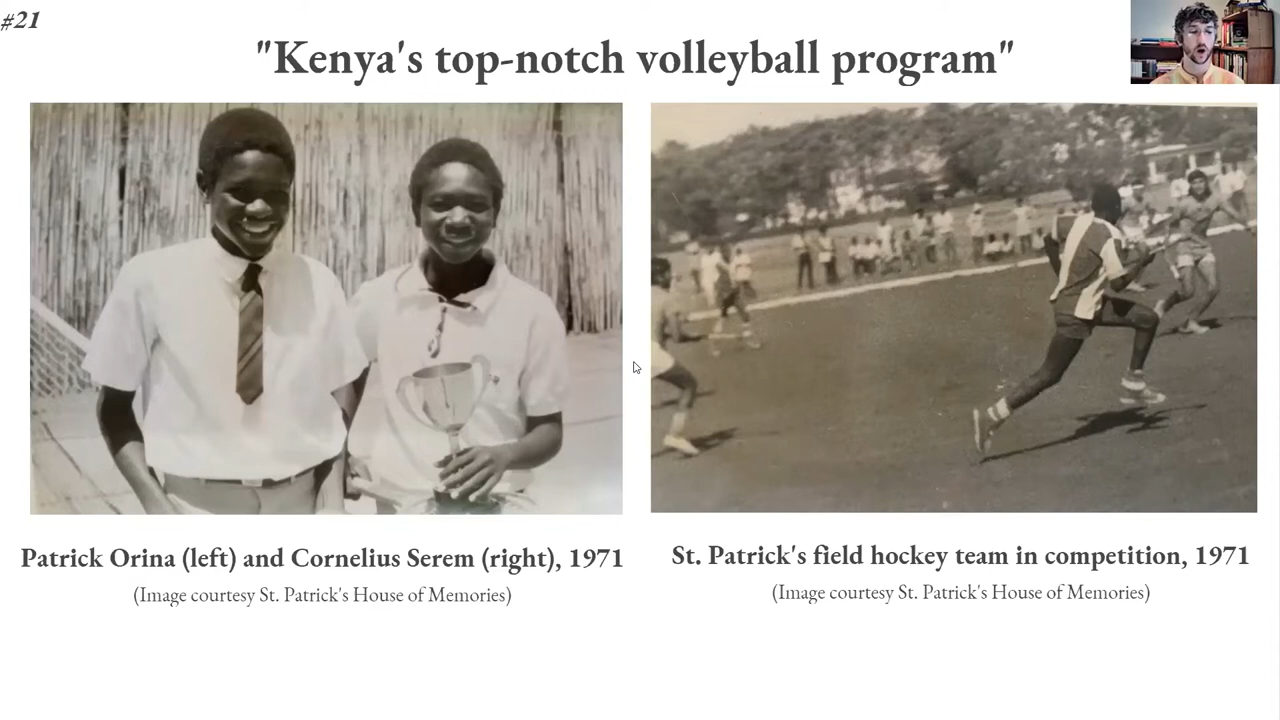 #21
"Kenya's top-notch volleyball program"
Patrick Orina (left) and Cornelius Serem (right), 1971
(Image courtesy St. Patrick's House of Memories)
St. Patrick's field hockey team in competition, 1971
(Image courtesy St. Patrick's House of Memories)